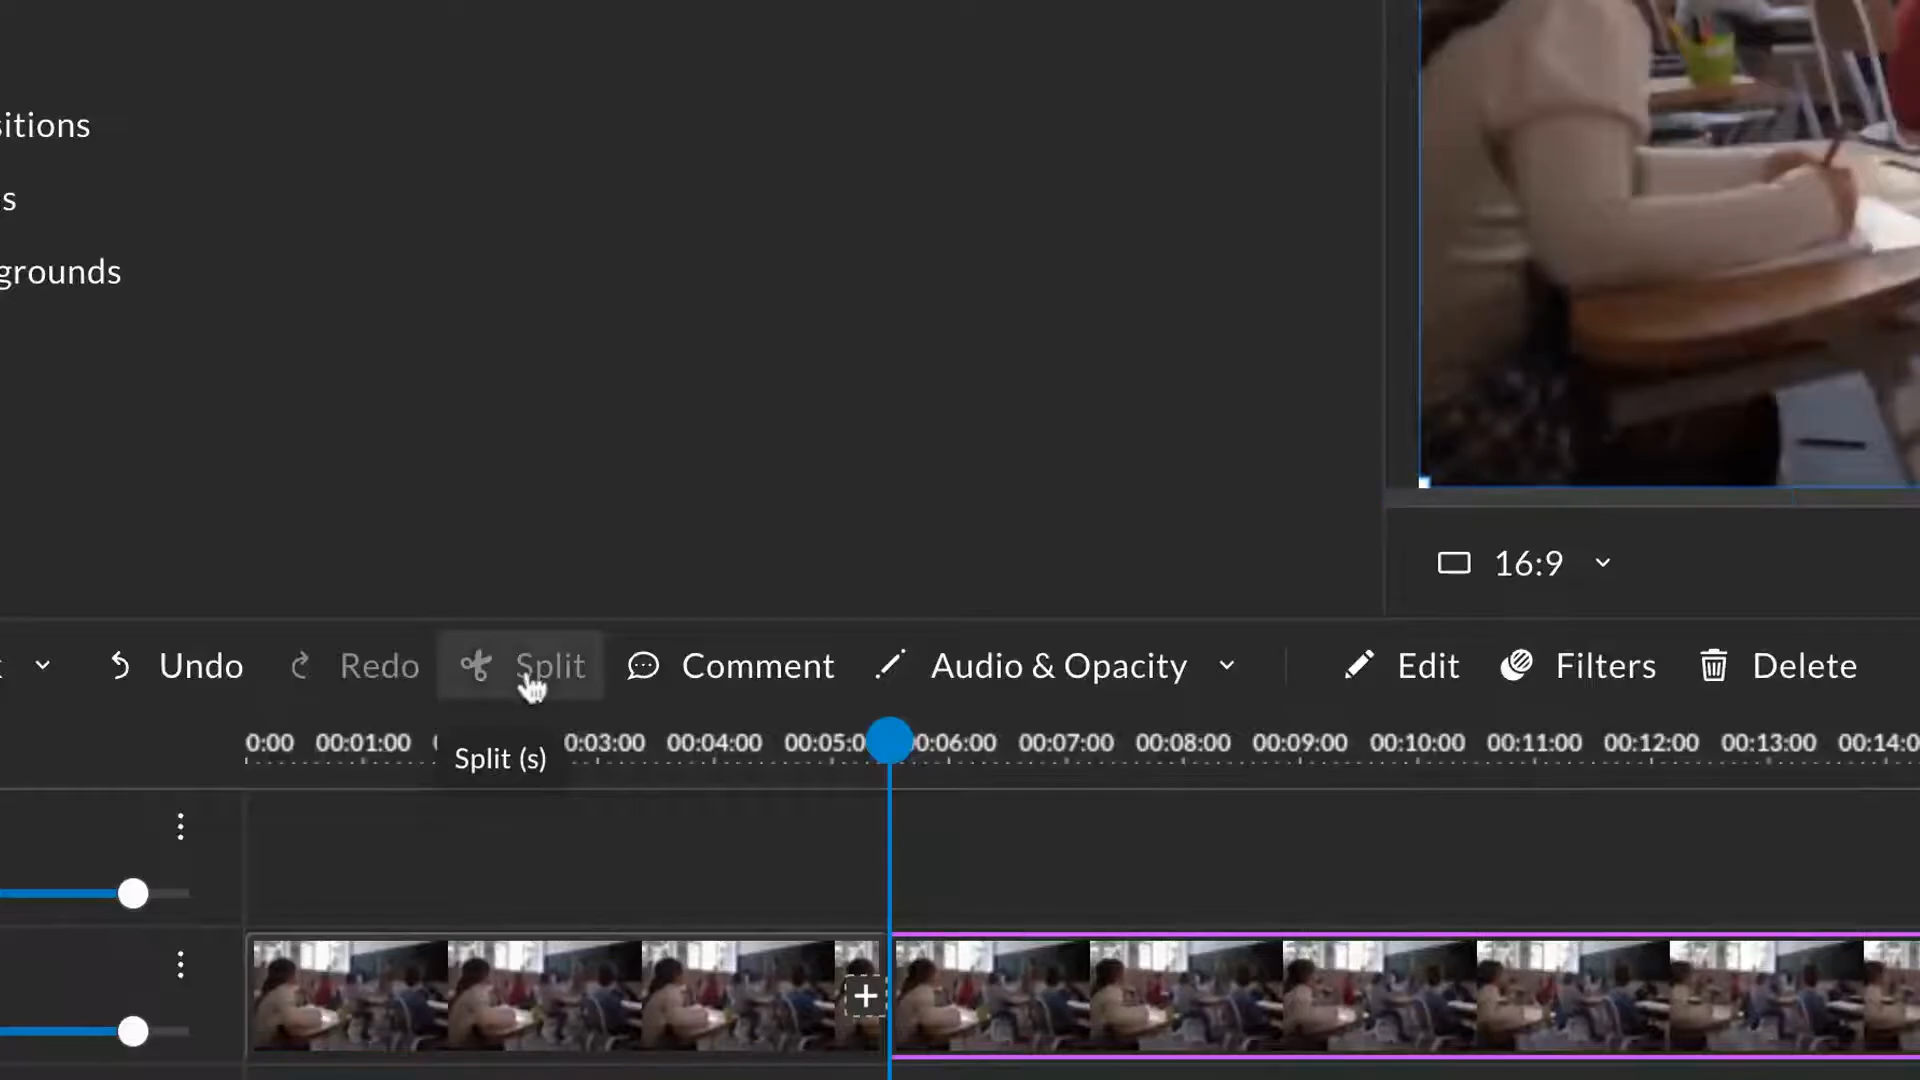 sitions
s
grounds
16:9
Undo Redo Split Comment Audio & Opacity Edit Filters Delete
0:00 00:01:00 0:03:00 00:04:00 00:05:0 0:06:00 00:07:00 00:08:00 00:09:00 00:10:00 00:11:00 00:12:00 00:13:00 00:14:0
Split (s)